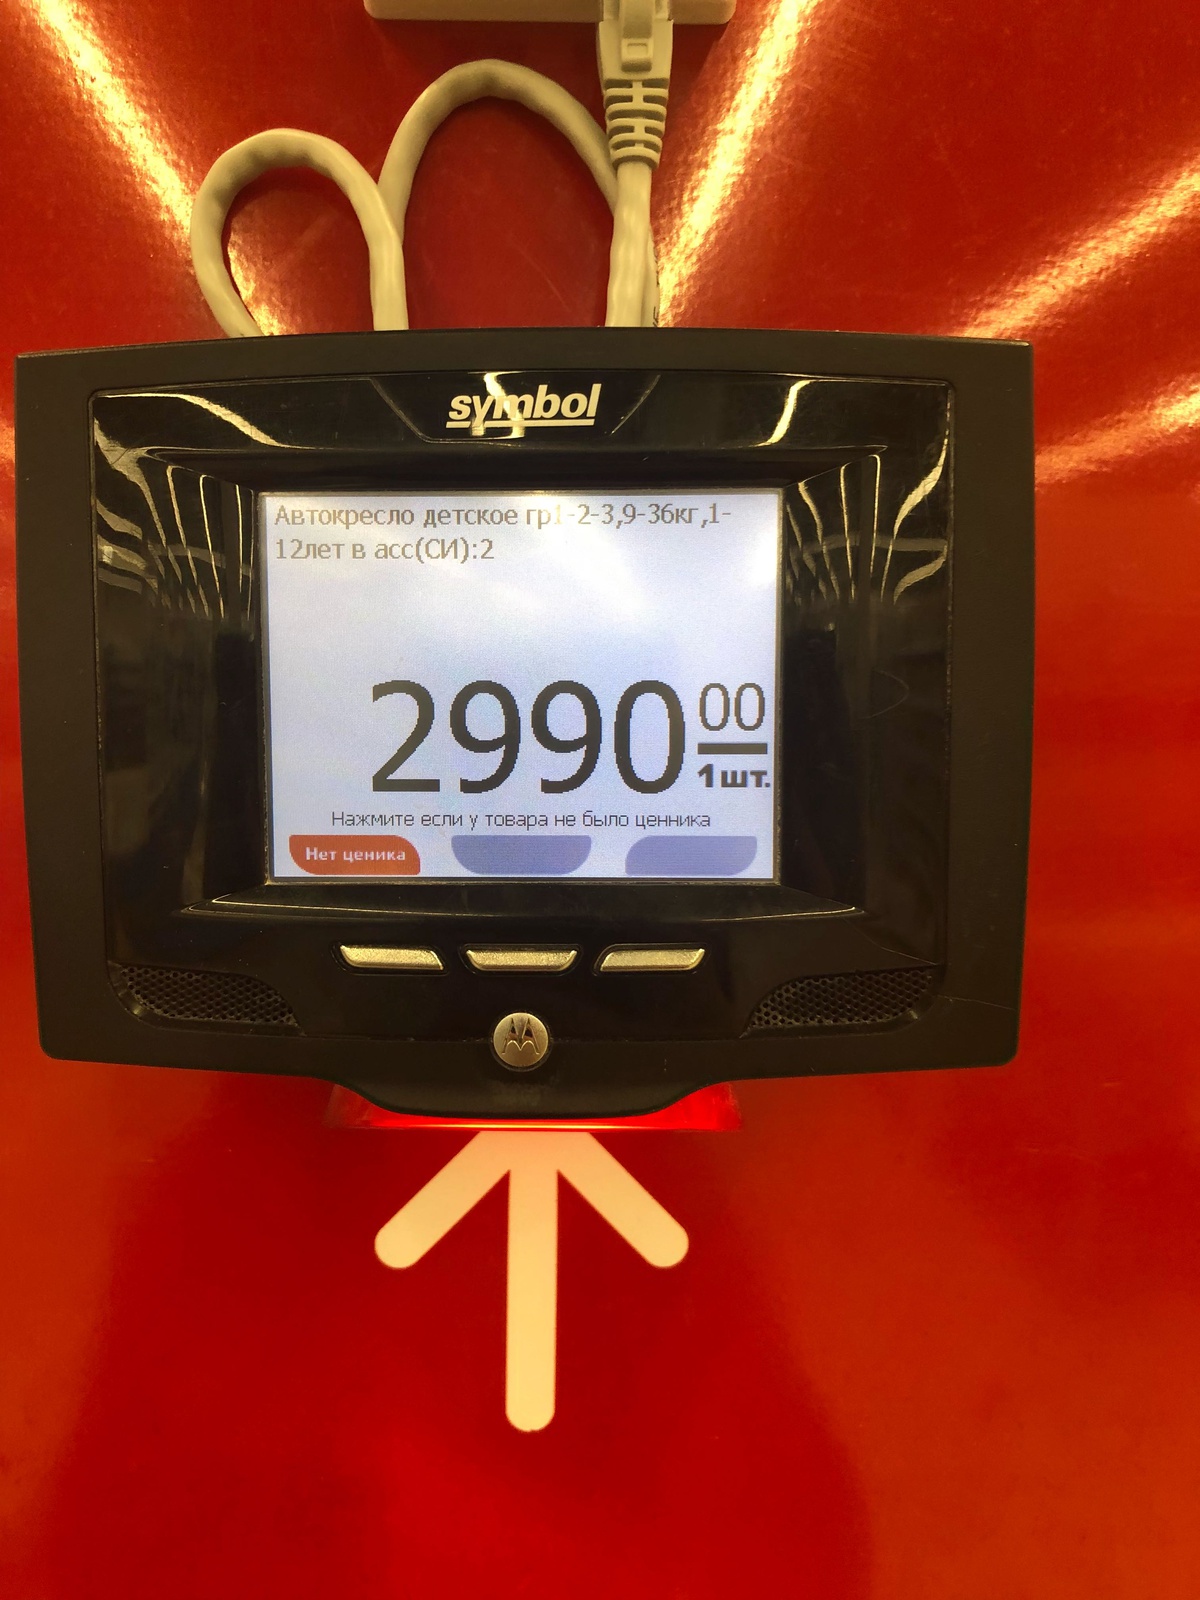 symbol
Автокресло детское гр1-2-3,9-36кг,1-
12лет в асс(СИ):2
2990 00
1шт.
Нажмите если у товара не было ценника
Нет ценика